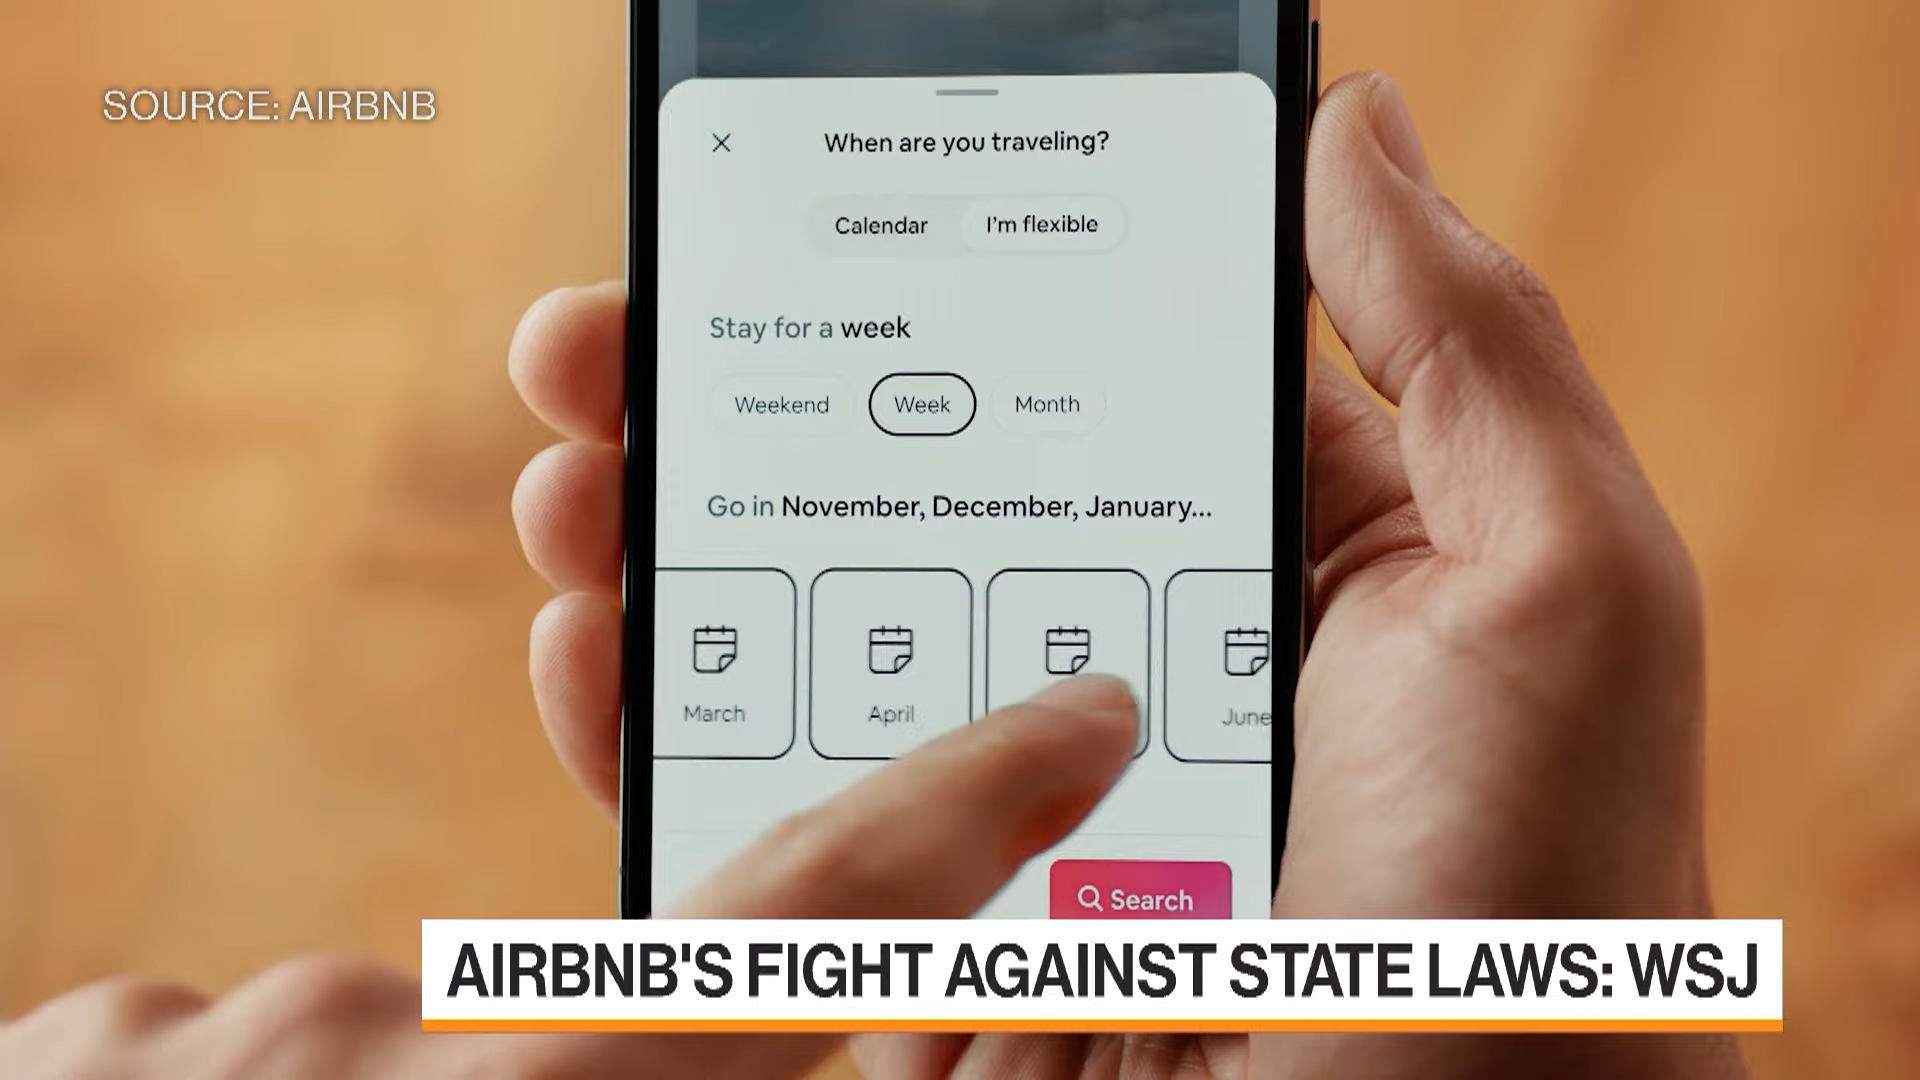 SOURCE: AIRBNB
When are you traveling?
Calendar I'm flexible
Stay for a week
Weekend Week Month
Go in November, December, January...
March April June
Search
AIRBNB'S FIGHT AGAINST STATE LAWS: WSJ